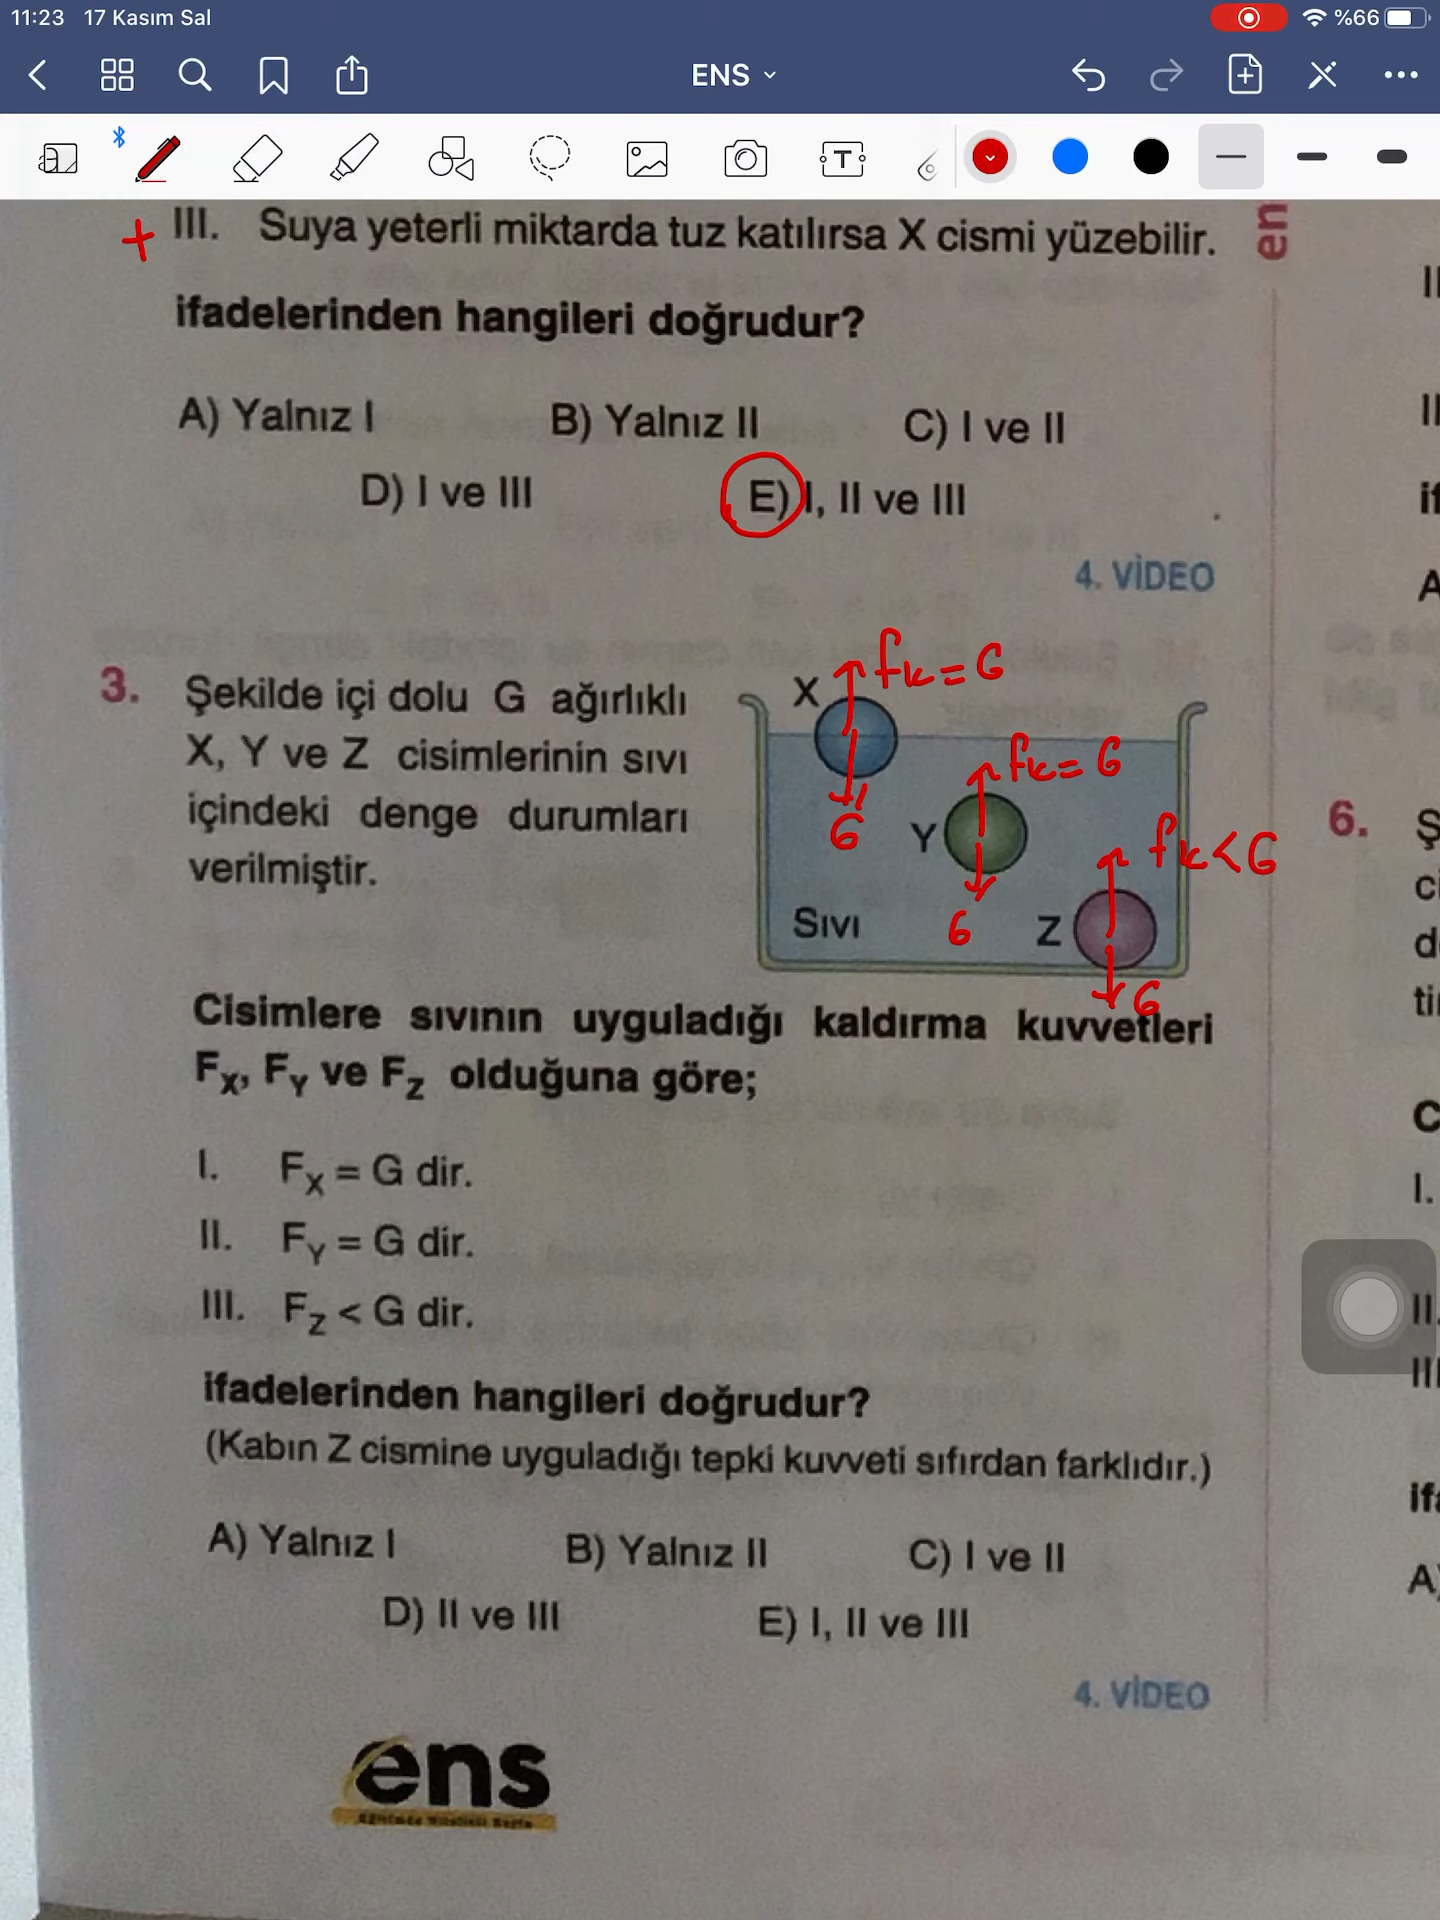 11:23 17 Kasım Sal
%66
ENS
III. Suya yeterli miktarda tuz katılırsa X cismi yüzebilir.
ifadelerinden hangileri doğrudur?
A) Yalnız I B) Yalnız II C) I ve II
D) I ve III E) I, II ve III
4. VİDEO
3. Şekilde içi dolu G ağırlıklı
X, Y ve Z cisimlerinin sıvı
içindeki denge durumları
verilmiştir.
X fk = G
G
Y fk = G
G
Z fk < G
G
Sıvı
Cisimlere sıvının uyguladığı kaldırma kuvvetleri
FX, FY ve FZ olduğuna göre;
I. FX = G dir.
II. FY = G dir.
III. FZ < G dir.
ifadelerinden hangileri doğrudur?
(Kabın Z cismine uyguladığı tepki kuvveti sıfırdan farklıdır.)
A) Yalnız I B) Yalnız II C) I ve II
D) II ve III E) I, II ve III
4. VİDEO
ens
en
6.
I.